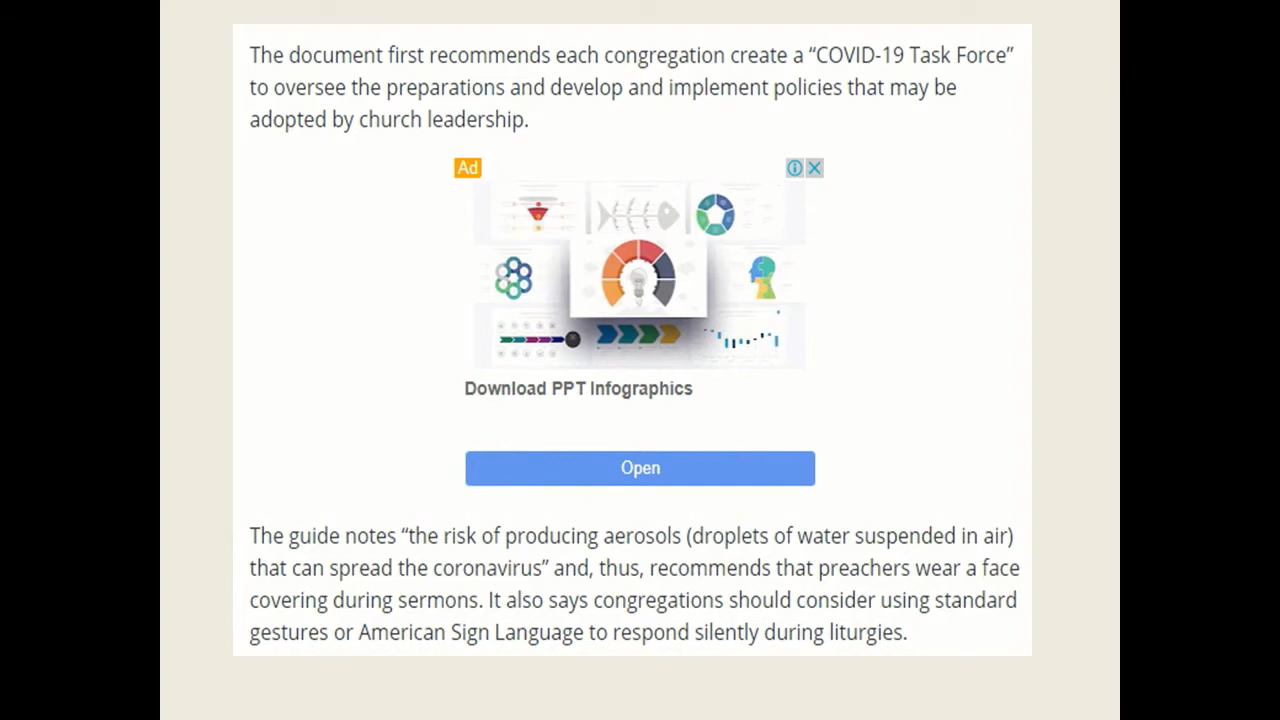 The document first recommends each congregation create a “COVID-19 Task Force”
to oversee the preparations and develop and implement policies that may be
adopted by church leadership.
Ad
Download PPT Infographics
Open
The guide notes “the risk of producing aerosols (droplets of water suspended in air)
that can spread the coronavirus” and, thus, recommends that preachers wear a face
covering during sermons. It also says congregations should consider using standard
gestures or American Sign Language to respond silently during liturgies.